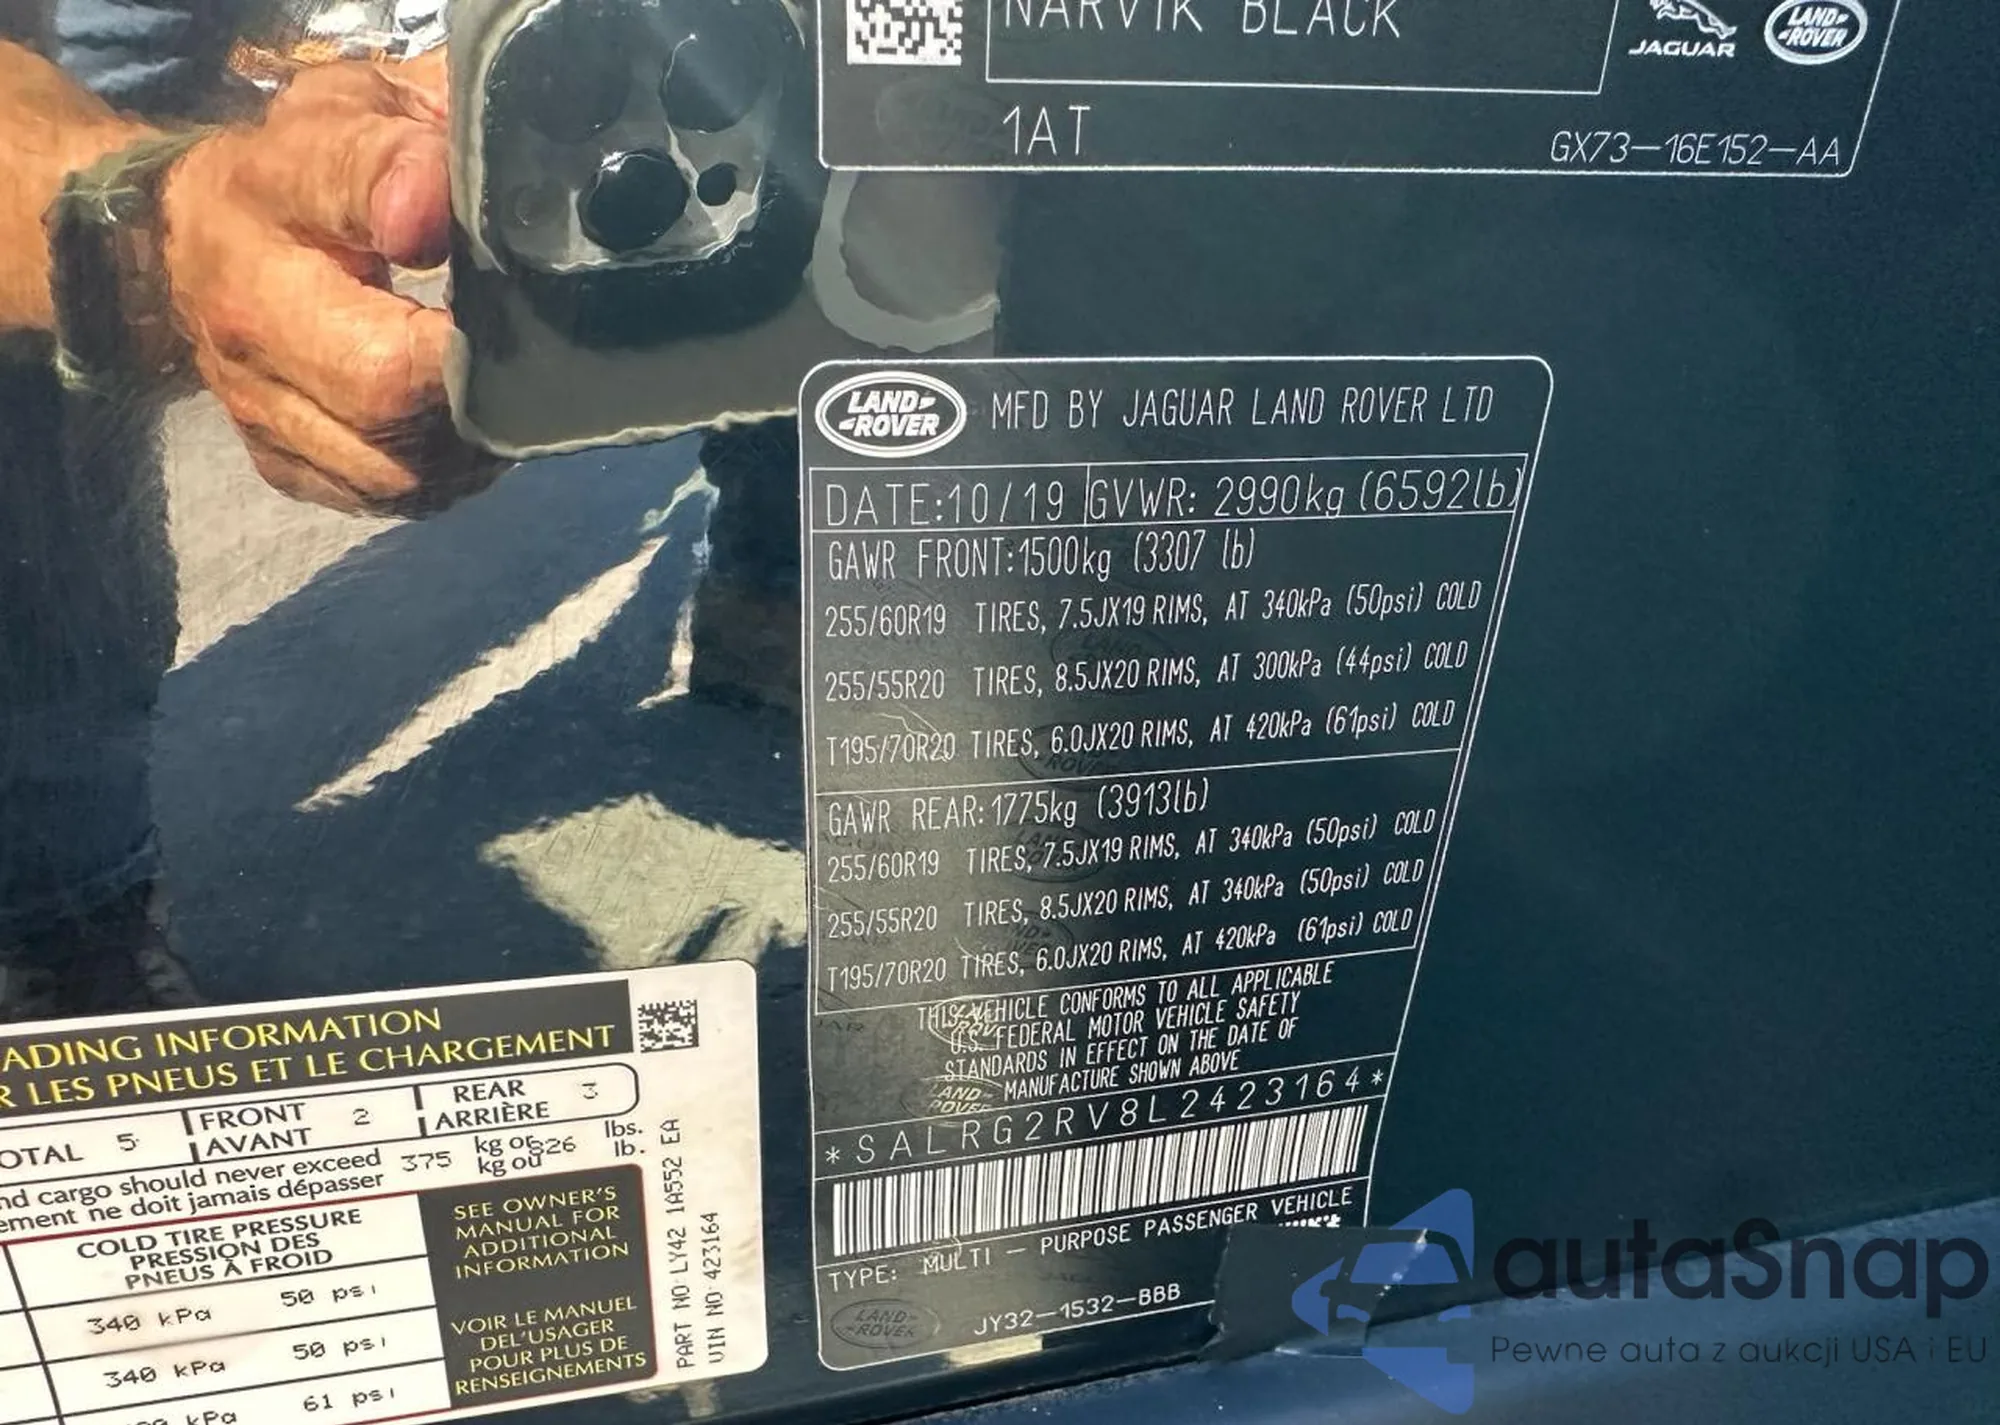 NARVIK BLACK
JAGUAR
LAND ROVER
1AT
GX73-16E152-AA
LAND ROVER
MFD BY JAGUAR LAND ROVER LTD
DATE:10/19 GVWR: 2990kg (6592lb)
GAWR FRONT:1500kg (3307 lb)
255/60R19 TIRES, 7.5JX19 RIMS, AT 340kPa (50psi) COLD
255/55R20 TIRES, 8.5JX20 RIMS, AT 300kPa (44psi) COLD
T195/70R20 TIRES, 6.0JX20 RIMS, AT 420kPa (61psi) COLD
GAWR REAR:1775kg (3913lb)
255/60R19 TIRES, 7.5JX19 RIMS, AT 340kPa (50psi) COLD
255/55R20 TIRES, 8.5JX20 RIMS, AT 340kPa (50psi) COLD
T195/70R20 TIRES, 6.0JX20 RIMS, AT 420kPa (61psi) COLD
THIS VEHICLE CONFORMS TO ALL APPLICABLE
U.S. FEDERAL MOTOR VEHICLE SAFETY
STANDARDS IN EFFECT ON THE DATE OF
MANUFACTURE SHOWN ABOVE
*SALRG2RV8L2423164*
TYPE: MULTI - PURPOSE PASSENGER VEHICLE
LAND ROVER
JY32-1532-BBB
ADING INFORMATION
R LES PNEUS ET LE CHARGEMENT
OTAL 5 FRONT AVANT 2 REAR ARRIÈRE 3
nd cargo should never exceed 375 kg or 826 lbs.
ement ne doit jamais dépasser kg ou lb.
COLD TIRE PRESSURE
PRESSION DES
PNEUS À FROID
340 kPa 50 psi
340 kPa 50 psi
kPa 61 psi
SEE OWNER'S
MANUAL FOR
ADDITIONAL
INFORMATION
VOIR LE MANUEL
DEL'USAGER
POUR PLUS DE
RENSEIGNEMENTS
PART NO: LY42 1A552 EA
VIN NO: 423164
autaSnap
Pewne auta z aukcji USA i EU